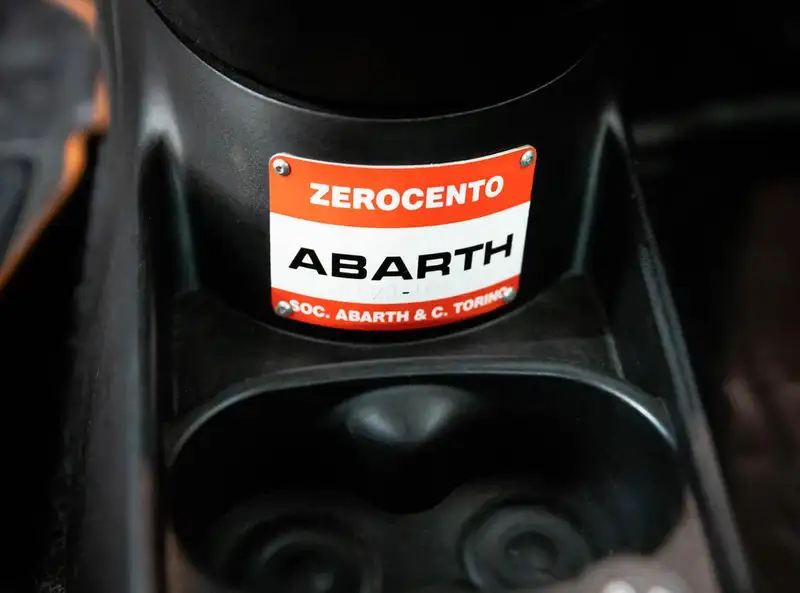 ZEROCENTO
ABARTH
SOC. ABARTH & C. TORINO